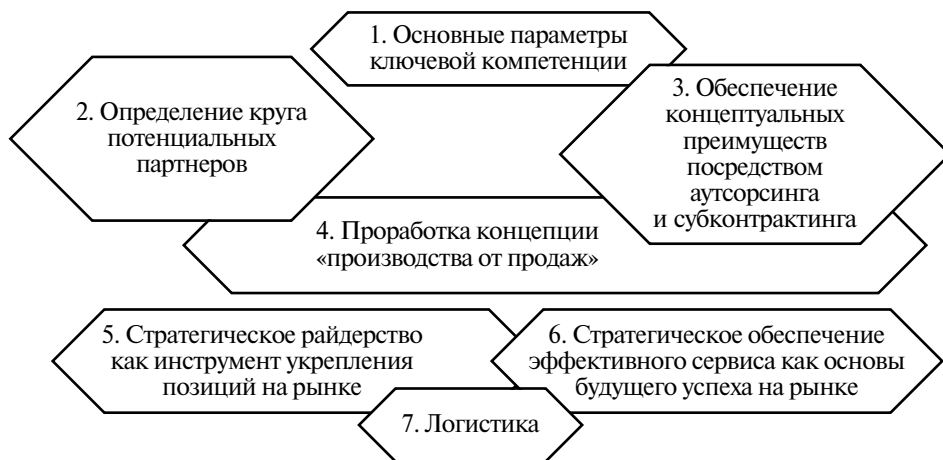 1. Основные параметры
ключевой компетенции
2. Определение круга
потенциальных
партнеров
3. Обеспечение
концептуальных
преимуществ
посредством
аутсорсинга
и субконтрактинга
4. Проработка концепции
«производства от продаж»
5. Стратегическое райдерство
как инструмент укрепления
позиций на рынке
6. Стратегическое обеспечение
эффективного сервиса как основы
будущего успеха на рынке
7. Логистика